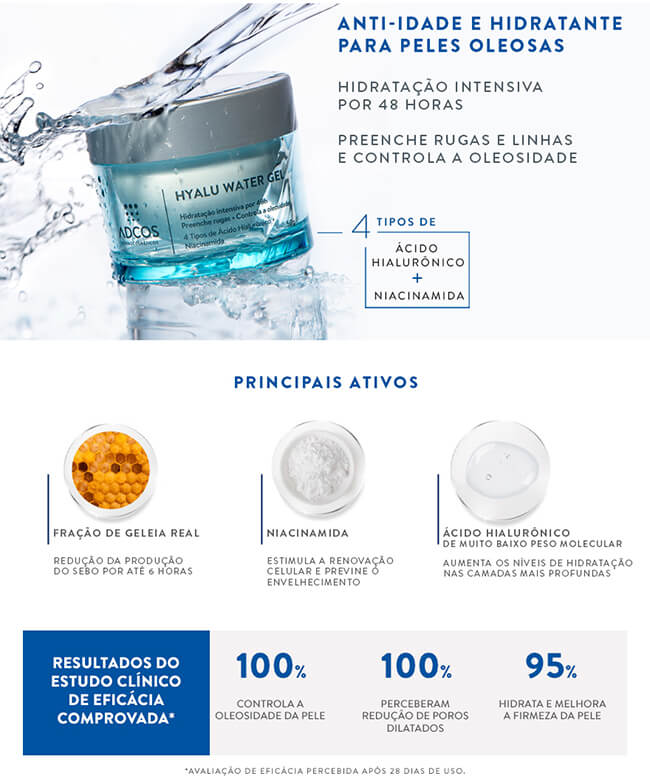 ANTI-IDADE E HIDRATANTE
PARA PELES OLEOSAS
HIDRATAÇÃO INTENSIVA
POR 48 HORAS
PREENCHE RUGAS E LINHAS
E CONTROLA A OLEOSIDADE
HYALU WATER GEL
Hidratação intensiva por 48h
Preenche rugas • Controla a oleosidade
4 Tipos de Ácido Hialurônico
Niacinamida
ADCOS
4 TIPOS DE
ÁCIDO
HIALURÔNICO
+
NIACINAMIDA
PRINCIPAIS ATIVOS
FRAÇÃO DE GELEIA REAL
REDUÇÃO DA PRODUÇÃO
DO SEBO POR ATÉ 6 HORAS
NIACINAMIDA
ESTIMULA A RENOVAÇÃO
CELULAR E PREVINE O
ENVELHECIMENTO
ÁCIDO HIALURÔNICO
DE MUITO BAIXO PESO MOLECULAR
AUMENTA OS NÍVEIS DE HIDRATAÇÃO
NAS CAMADAS MAIS PROFUNDAS
RESULTADOS DO
ESTUDO CLÍNICO
DE EFICÁCIA
COMPROVADA*
100%
CONTROLA A
OLEOSIDADE DA PELE
100%
PERCEBERAM
REDUÇÃO DE POROS
DILATADOS
95%
HIDRATA E MELHORA
A FIRMEZA DA PELE
*AVALIAÇÃO DE EFICÁCIA PERCEBIDA APÓS 28 DIAS DE USO.